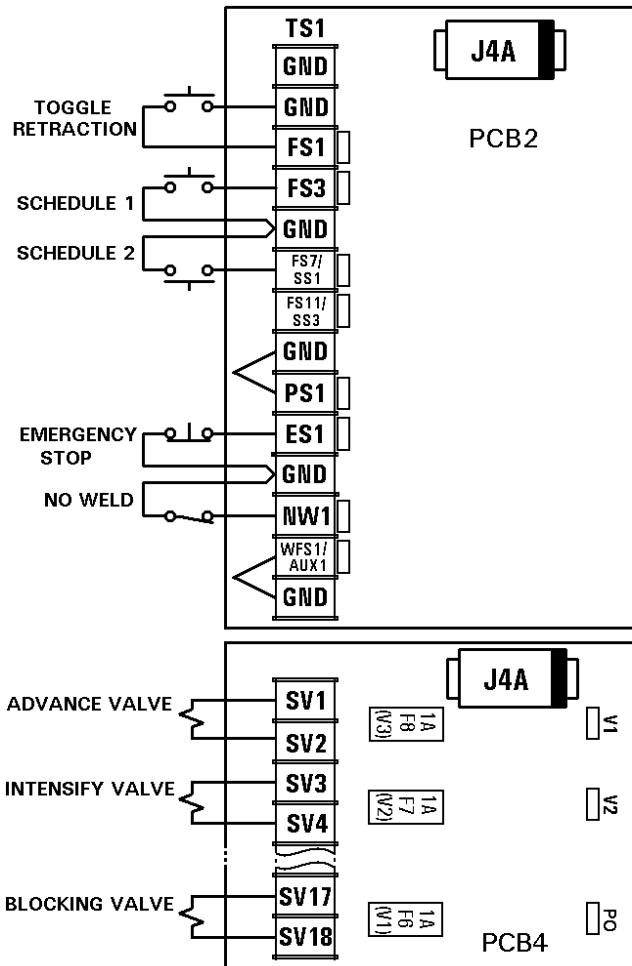 TS1
GND
J4A
PCB2
TOGGLE
RETRACTION
GND
FS1
SCHEDULE 1
FS3
GND
SCHEDULE 2
FS7/
SS1
FS11/
SS3
GND
PS1
EMERGENCY
STOP
ES1
GND
NO WELD
NW1
WFS1/
AUX1
GND
J4A
ADVANCE VALVE
SV1
SV2
1A
F8
(V3)
V1
INTENSIFY VALVE
SV3
SV4
1A
F7
(V2)
V2
BLOCKING VALVE
SV17
SV18
1A
F6
(V1)
PO
PCB4